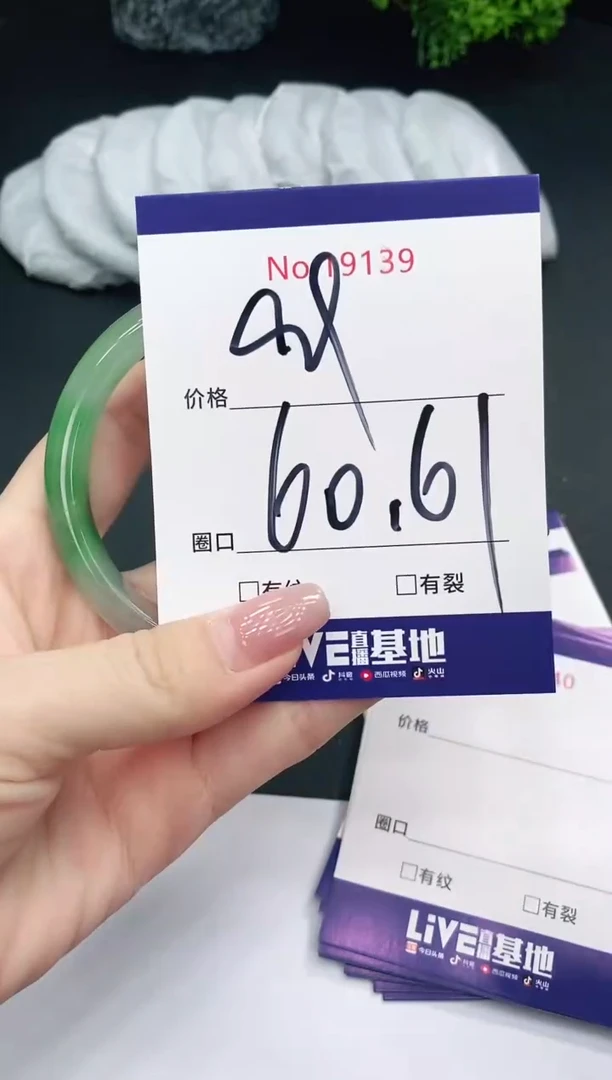 No 19139
价格
60.61
圈口
□有纹
□有裂
LiVE直播基地
今日头条 抖音 西瓜视频 火山
价格
圈口
□有纹
□有裂
LiVE直播基地
今日头条 抖音 西瓜视频 火山